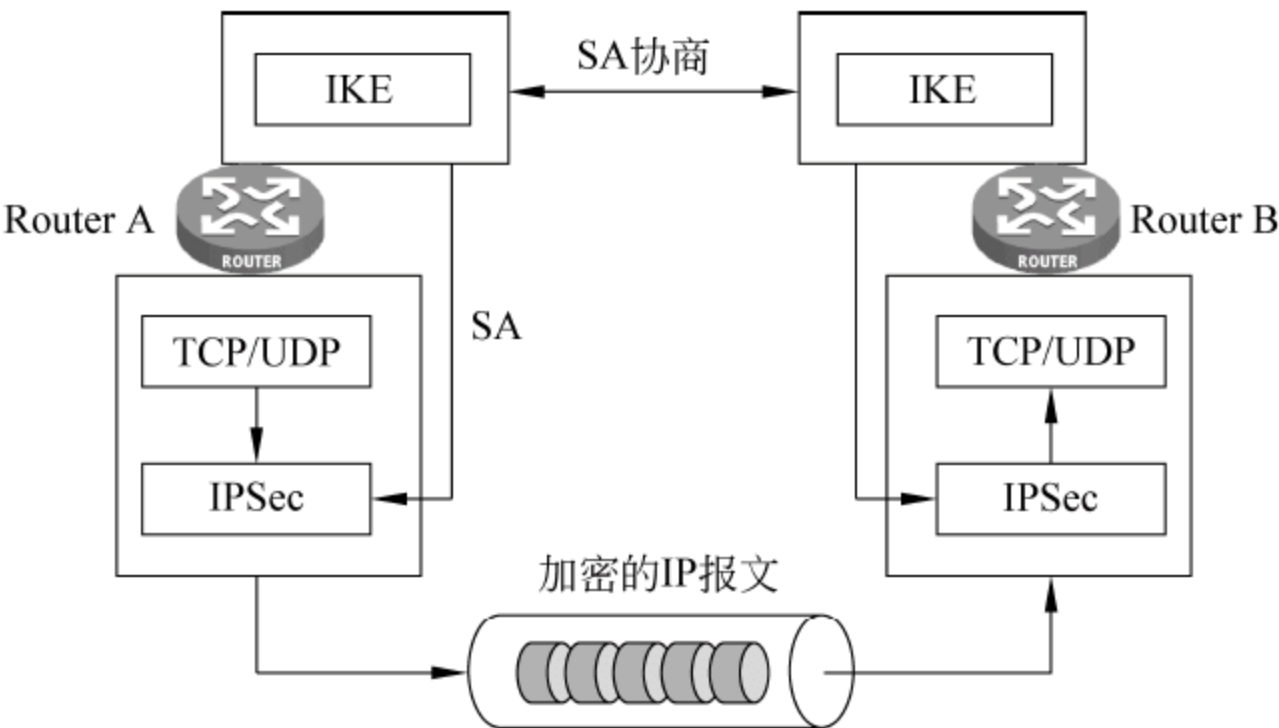 SA协商
IKE
IKE
Router A
ROUTER
ROUTER
Router B
SA
TCP/UDP
TCP/UDP
IPSec
IPSec
加密的IP报文